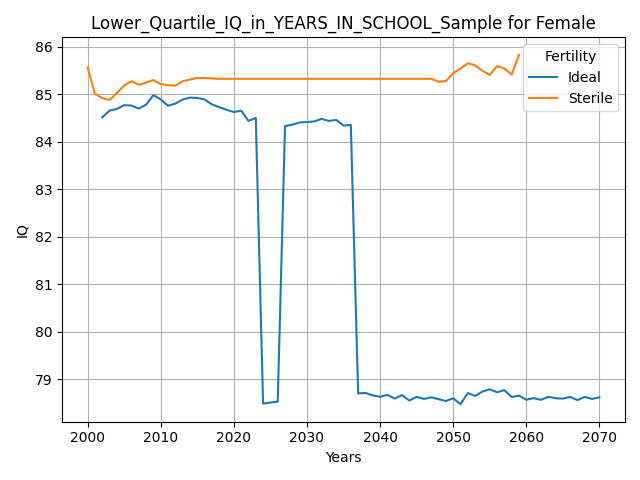 Lower_Quartile_IQ_in_YEARS_IN_SCHOOL_Sample for Female
Fertility
Ideal
Sterile
86
85
84
83
82
81
80
79
IQ
2000 2010 2020 2030 2040 2050 2060 2070
Years